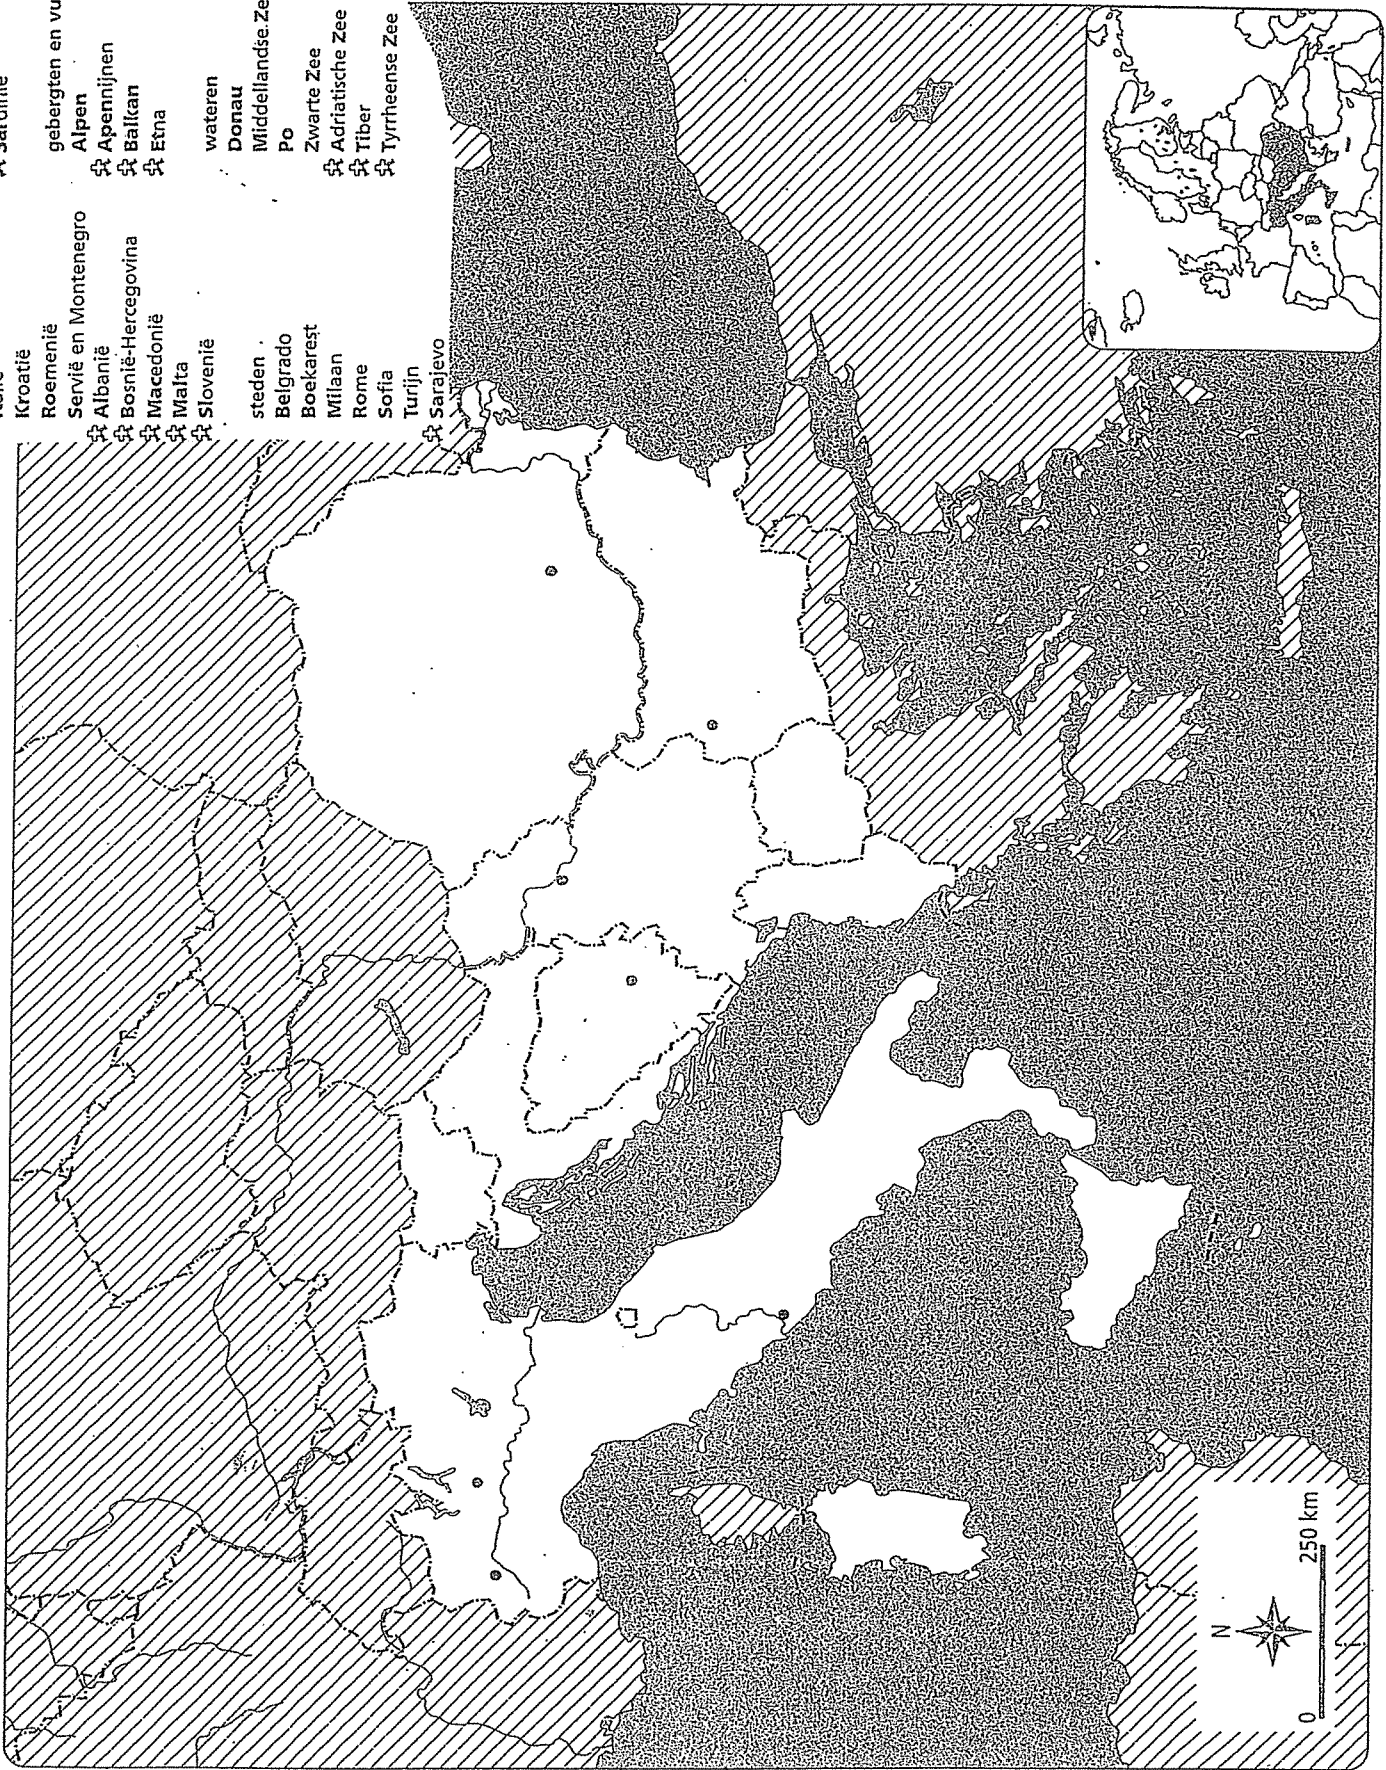 Kroatië
Roemenië
Servië en Montenegro
Albanië
Bosnië-Hercegovina
Macedonië
Malta
Slovenië
steden
Belgrado
Boekarest
Milaan
Rome
Sofia
Turijn
Sarajevo
Sardinië
gebergten en vu
Alpen
Apennijnen
Balkan
Etna
wateren
Donau
Middellandse Ze
Po
Zwarte Zee
Adriatische Zee
Tiber
Tyrrheense Zee
N
0 250 km